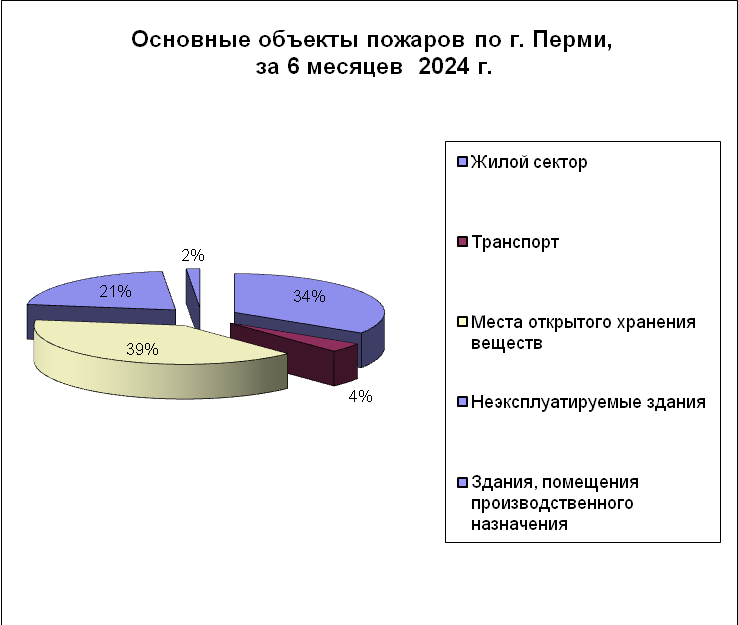 Основные объекты пожаров по г. Перми,
за 6 месяцев 2024 г.
2%
21%
34%
39%
4%
Жилой сектор
Транспорт
Места открытого хранения
веществ
Неэксплуатируемые здания
Здания, помещения
производственного
назначения